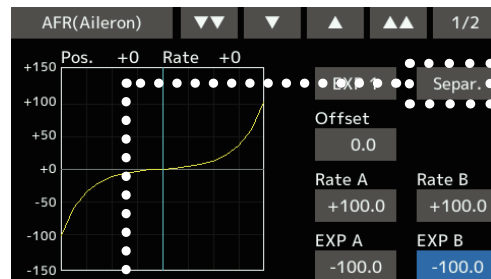 AFR(Aileron) ▼▼ ▼ ▲ ▲▲ 1/2
Pos. +0 Rate +0
+150
+100
+50
+0
-50
-100
-150
EXP 1 Separ.
Offset
0.0
Rate A Rate B
+100.0 +100.0
EXP A EXP B
-100.0 -100.0